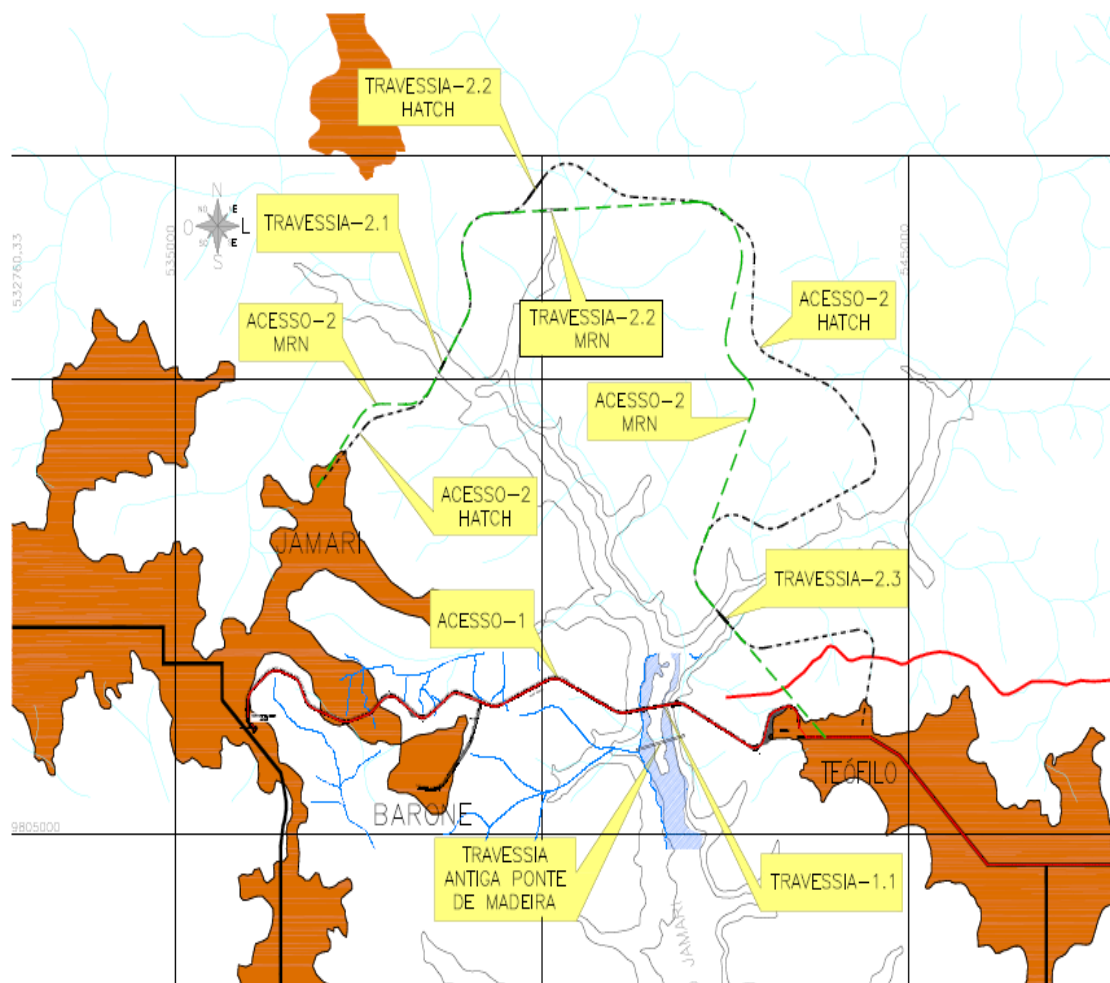 TRAVESSIA-2.2
HATCH
N
NO
E
O
L
SO
E
S
TRAVESSIA-2.1
532760,33
535000
545000
ACESSO-2
MRN
TRAVESSIA-2.2
MRN
ACESSO-2
HATCH
ACESSO-2
MRN
ACESSO-2
HATCH
JAMARI
TRAVESSIA-2.3
ACESSO-1
TEÓFILO
BARONE
9805000
TRAVESSIA
ANTIGA PONTE
DE MADEIRA
TRAVESSIA-1.1
JAMARI